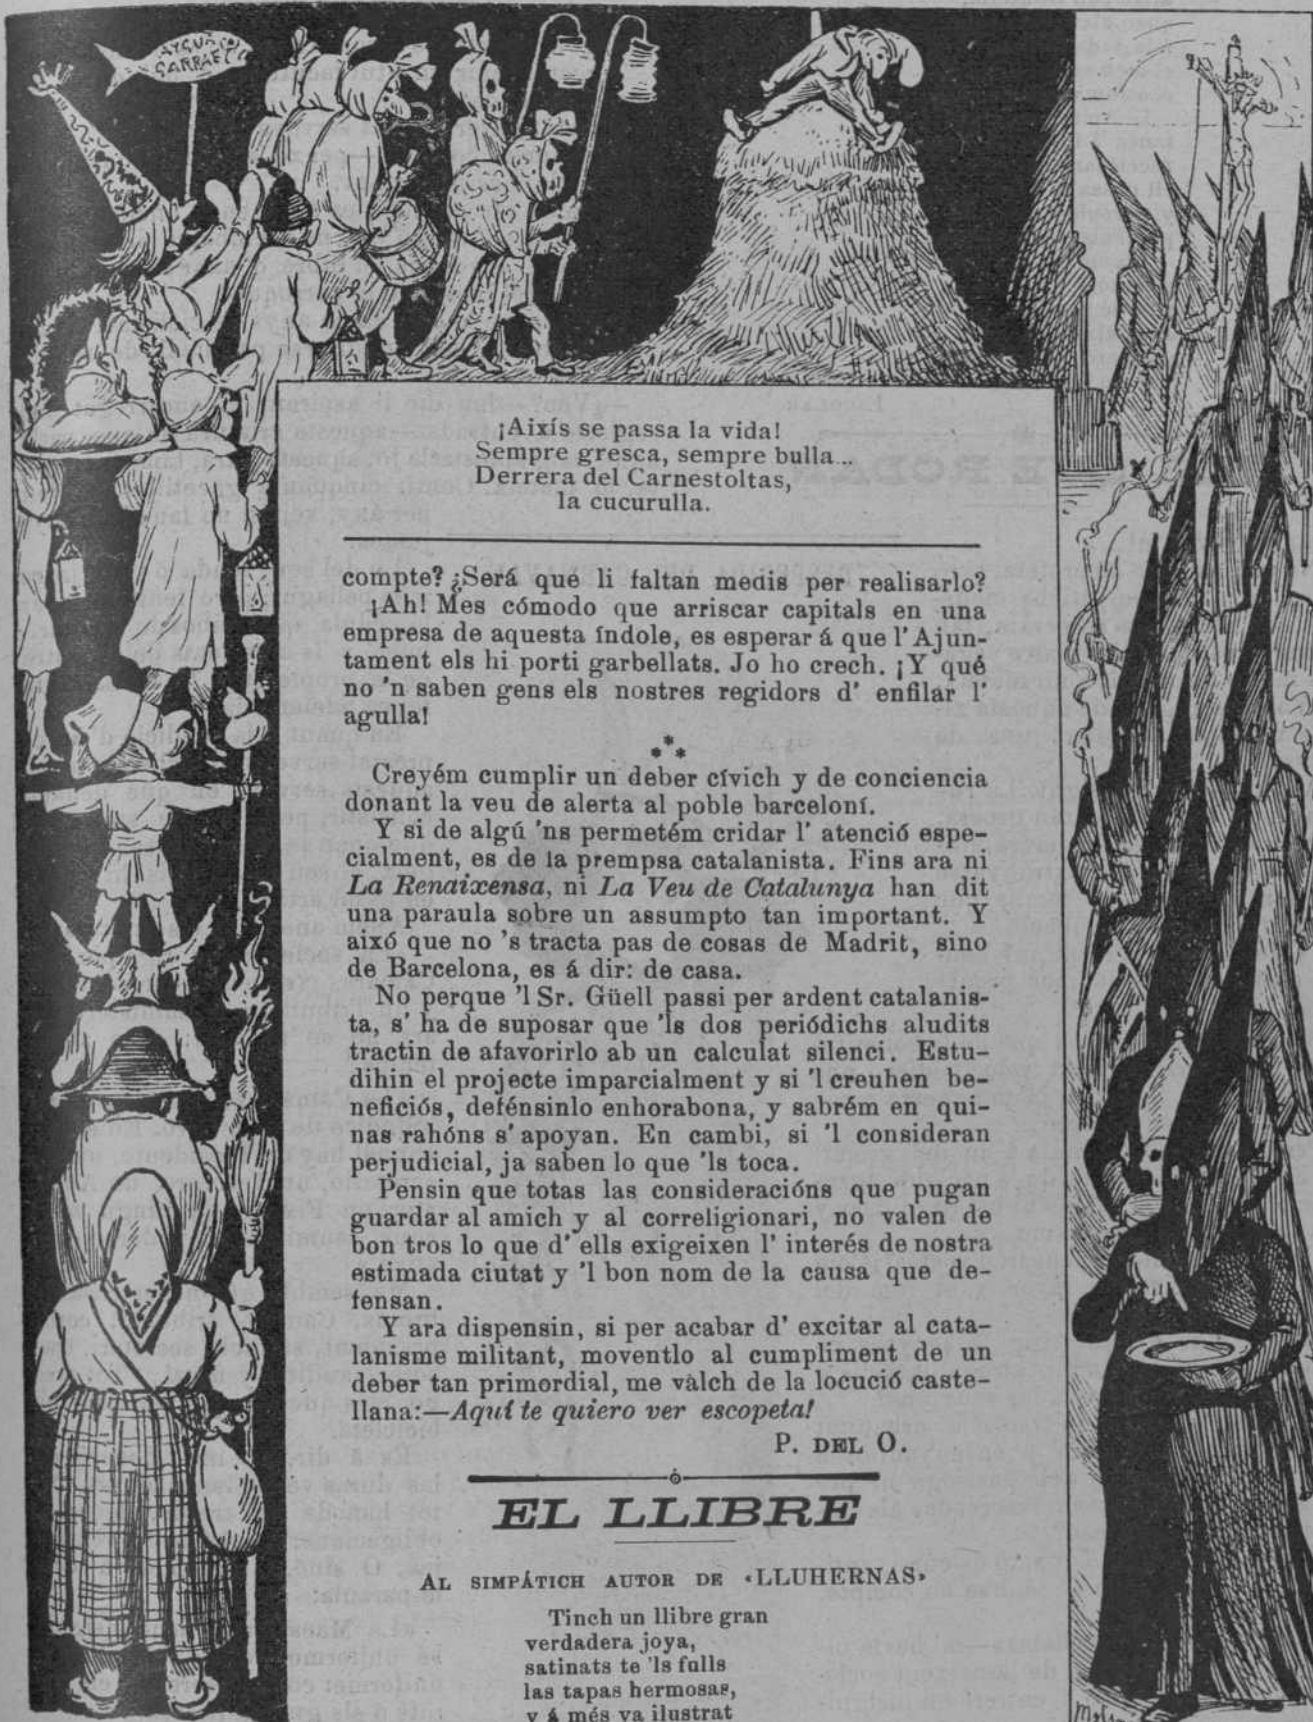 ¡Aixís se passa la vida!
Sempre gresca, sempre bulla...
Derrera del Carnestoltas,
la cucurulla.
compte? ¿Será que li faltan medis per realisarlo?
¡Ah! Mes cómodo que arriscar capitals en una
empresa de aquesta índole, es esperar á que l' Ajun-
tament els hi porti garbellats. Jo ho crech. ¡Y qué
no 'n saben gens els nostres regidors d' enfilar l'
agulla!
***
Creyém cumplir un deber cívich y de conciencia
donant la veu de alerta al poble barceloní.
Y si de algú 'ns permetém cridar l' atenció espe-
cialment, es de la prempsa catalanista. Fins ara ni
La Renaixensa, ni La Veu de Catalunya han dit
una paraula sobre un assumpto tan important. Y
aixó que no 's tracta pas de cosas de Madrit, sino
de Barcelona, es á dir: de casa.
No perque 'l Sr. Güell passi per ardent catalanis-
ta, s' ha de suposar que 'ls dos periódichs aludits
tractin de afavorirlo ab un calculat silenci. Estu-
dihin el projecte imparcialment y si 'l creuhen be-
neficiós, defénsinlo enhorabona, y sabrém en qui-
nas rahóns s' apoyan. En cambi, si 'l consideran
perjudicial, ja saben lo que 'ls toca.
Pensin que totas las consideracións que pugan
guardar al amich y al correligionari, no valen de
bon tros lo que d' ells exigeixen l' interés de nostra
estimada ciutat y 'l bon nom de la causa que de-
fensan.
Y ara dispensin, si per acabar d' excitar al cata-
lanisme militant, moventlo al cumpliment de un
deber tan primordial, me valch de la locució caste-
llana:—Aquí te quiero ver escopeta!
P. DEL O.
EL LLIBRE
AL SIMPÁTICH AUTOR DE «LLUHERNAS»
Tinch un llibre gran
verdadera joya,
satinats te 'ls fulls
las tapas hermosas,
y á més va ilustrat